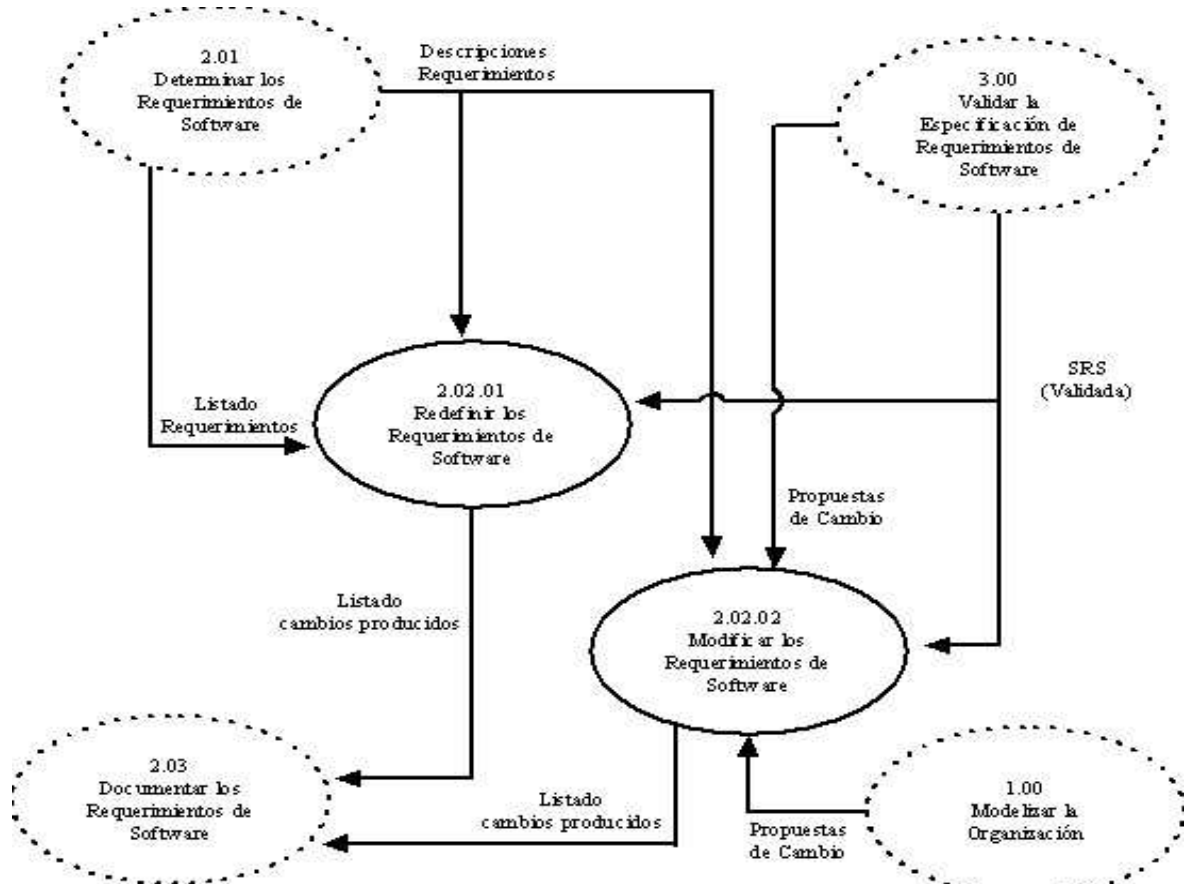 2.01
Determinar los
Requerimientos de
Software
Descripciones
Requerimientos
3.00
Validar la
Especificación de
Requerimientos de
Software
2.02.01
Redefinir los
Requerimientos de
Software
SRS
(Validada)
Listado
Requerimientos
Propuestas
de Cambio
Listado
cambios producidos
2.02.02
Modificar los
Requerimientos de
Software
2.03
Documentar los
Requerimientos de
Software
Listado
cambios producidos
Propuestas
de Cambio
1.00
Modelizar la
Organización